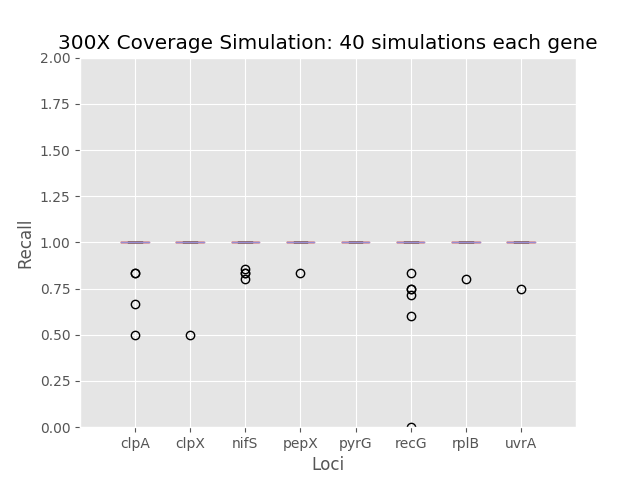 300X Coverage Simulation: 40 simulations each gene
2.00
1.75
1.50
1.25
1.00
0.75
0.50
0.25
0.00
Recall
clpA clpX nifS pepX pyrG recG rplB uvrA
Loci